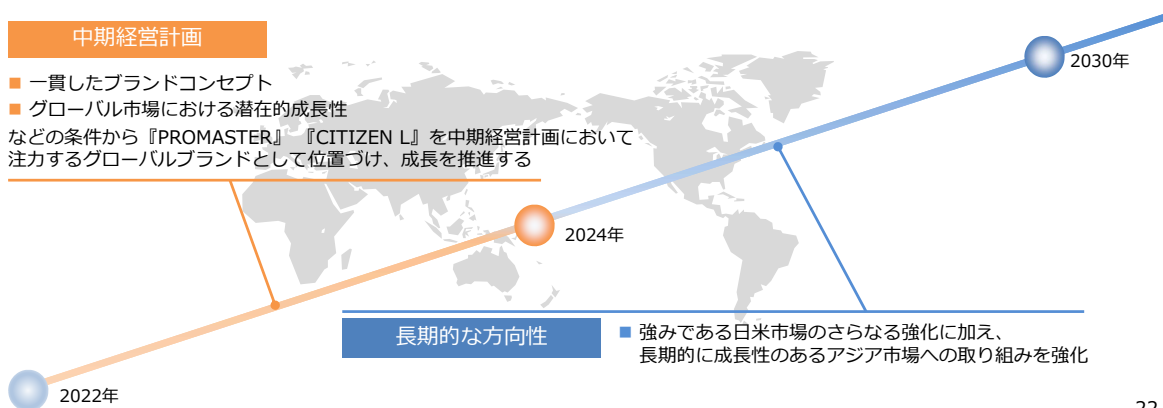 中期経営計画
■ 一貫したブランドコンセプト
■ グローバル市場における潜在的成長性
などの条件から『PROMASTER』 『CITIZEN L』を中期経営計画において
注力するグローバルブランドとして位置づけ、成長を推進する
2030年
2024年
長期的な方向性
■ 強みである日米市場のさらなる強化に加え、
長期的に成長性のあるアジア市場への取り組みを強化
2022年
22